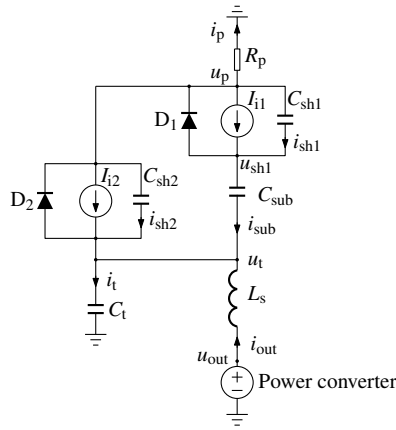 i_p
R_p
u_p
D_1
I_i1
C_sh1
i_sh1
u_sh1
D_2
I_i2
C_sh2
i_sh2
C_sub
i_sub
u_t
i_t
C_t
L_s
i_out
u_out
Power converter